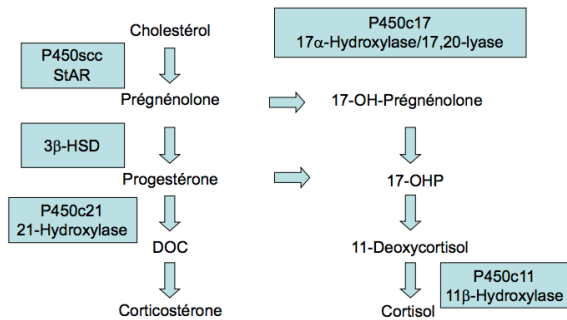 Cholestérol
P450c17
17α-Hydroxylase/17,20-lyase
P450scc
StAR
Prégnénolone
17-OH-Prégnénolone
3β-HSD
Progestérone
17-OHP
P450c21
21-Hydroxylase
DOC
11-Deoxycortisol
P450c11
11β-Hydroxylase
Corticostérone
Cortisol